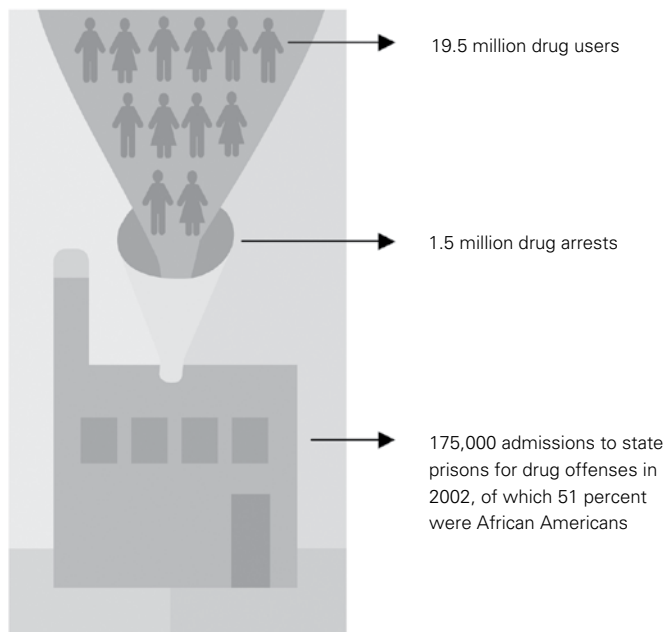 19.5 million drug users
1.5 million drug arrests
175,000 admissions to state
prisons for drug offenses in
2002, of which 51 percent
were African Americans